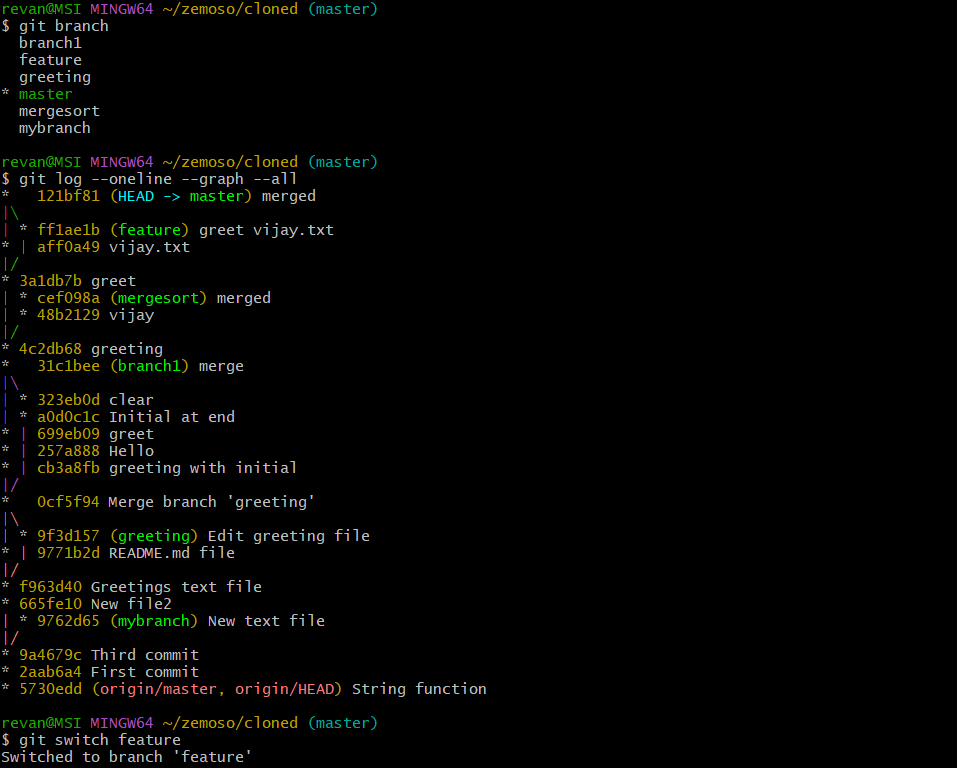 revan@MSI MINGW64 ~/zemoso/cloned (master)
$ git branch
  branch1
  feature
  greeting
* master
  mergesort
  mybranch

revan@MSI MINGW64 ~/zemoso/cloned (master)
$ git log --oneline --graph --all
*   121bf81 (HEAD -> master) merged
|\
| * ff1ae1b (feature) greet vijay.txt
* | aff0a49 vijay.txt
|/
* 3a1db7b greet
| * cef098a (mergesort) merged
| * 48b2129 vijay
|/
* 4c2db68 greeting
*   31c1bee (branch1) merge
|\
| * 323eb0d clear
| * a0d0c1c Initial at end
* | 699eb09 greet
* | 257a888 Hello
* | cb3a8fb greeting with initial
|/
*   0cf5f94 Merge branch 'greeting'
|\
| * 9f3d157 (greeting) Edit greeting file
* | 9771b2d README.md file
|/
* f963d40 Greetings text file
* 665fe10 New file2
| * 9762d65 (mybranch) New text file
|/
* 9a4679c Third commit
* 2aab6a4 First commit
* 5730edd (origin/master, origin/HEAD) String function

revan@MSI MINGW64 ~/zemoso/cloned (master)
$ git switch feature
Switched to branch 'feature'